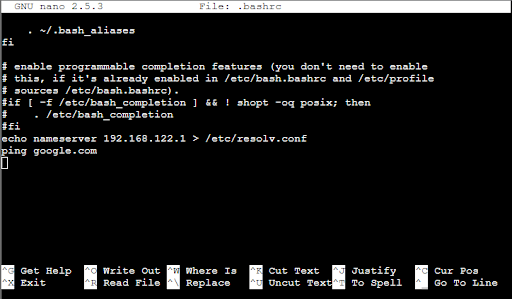 GNU nano 2.5.3 File: .bashrc
. ~/.bash_aliases
fi
# enable programmable completion features (you don't need to enable
# this, if it's already enabled in /etc/bash.bashrc and /etc/profile
# sources /etc/bash.bashrc).
#if [ -f /etc/bash_completion ] && ! shopt -oq posix; then
# . /etc/bash_completion
#fi
echo nameserver 192.168.122.1 > /etc/resolv.conf
ping google.com
^G Get Help ^O Write Out ^W Where Is ^K Cut Text ^J Justify ^C Cur Pos
^X Exit ^R Read File ^\ Replace ^U Uncut Text ^T To Spell ^_ Go To Line